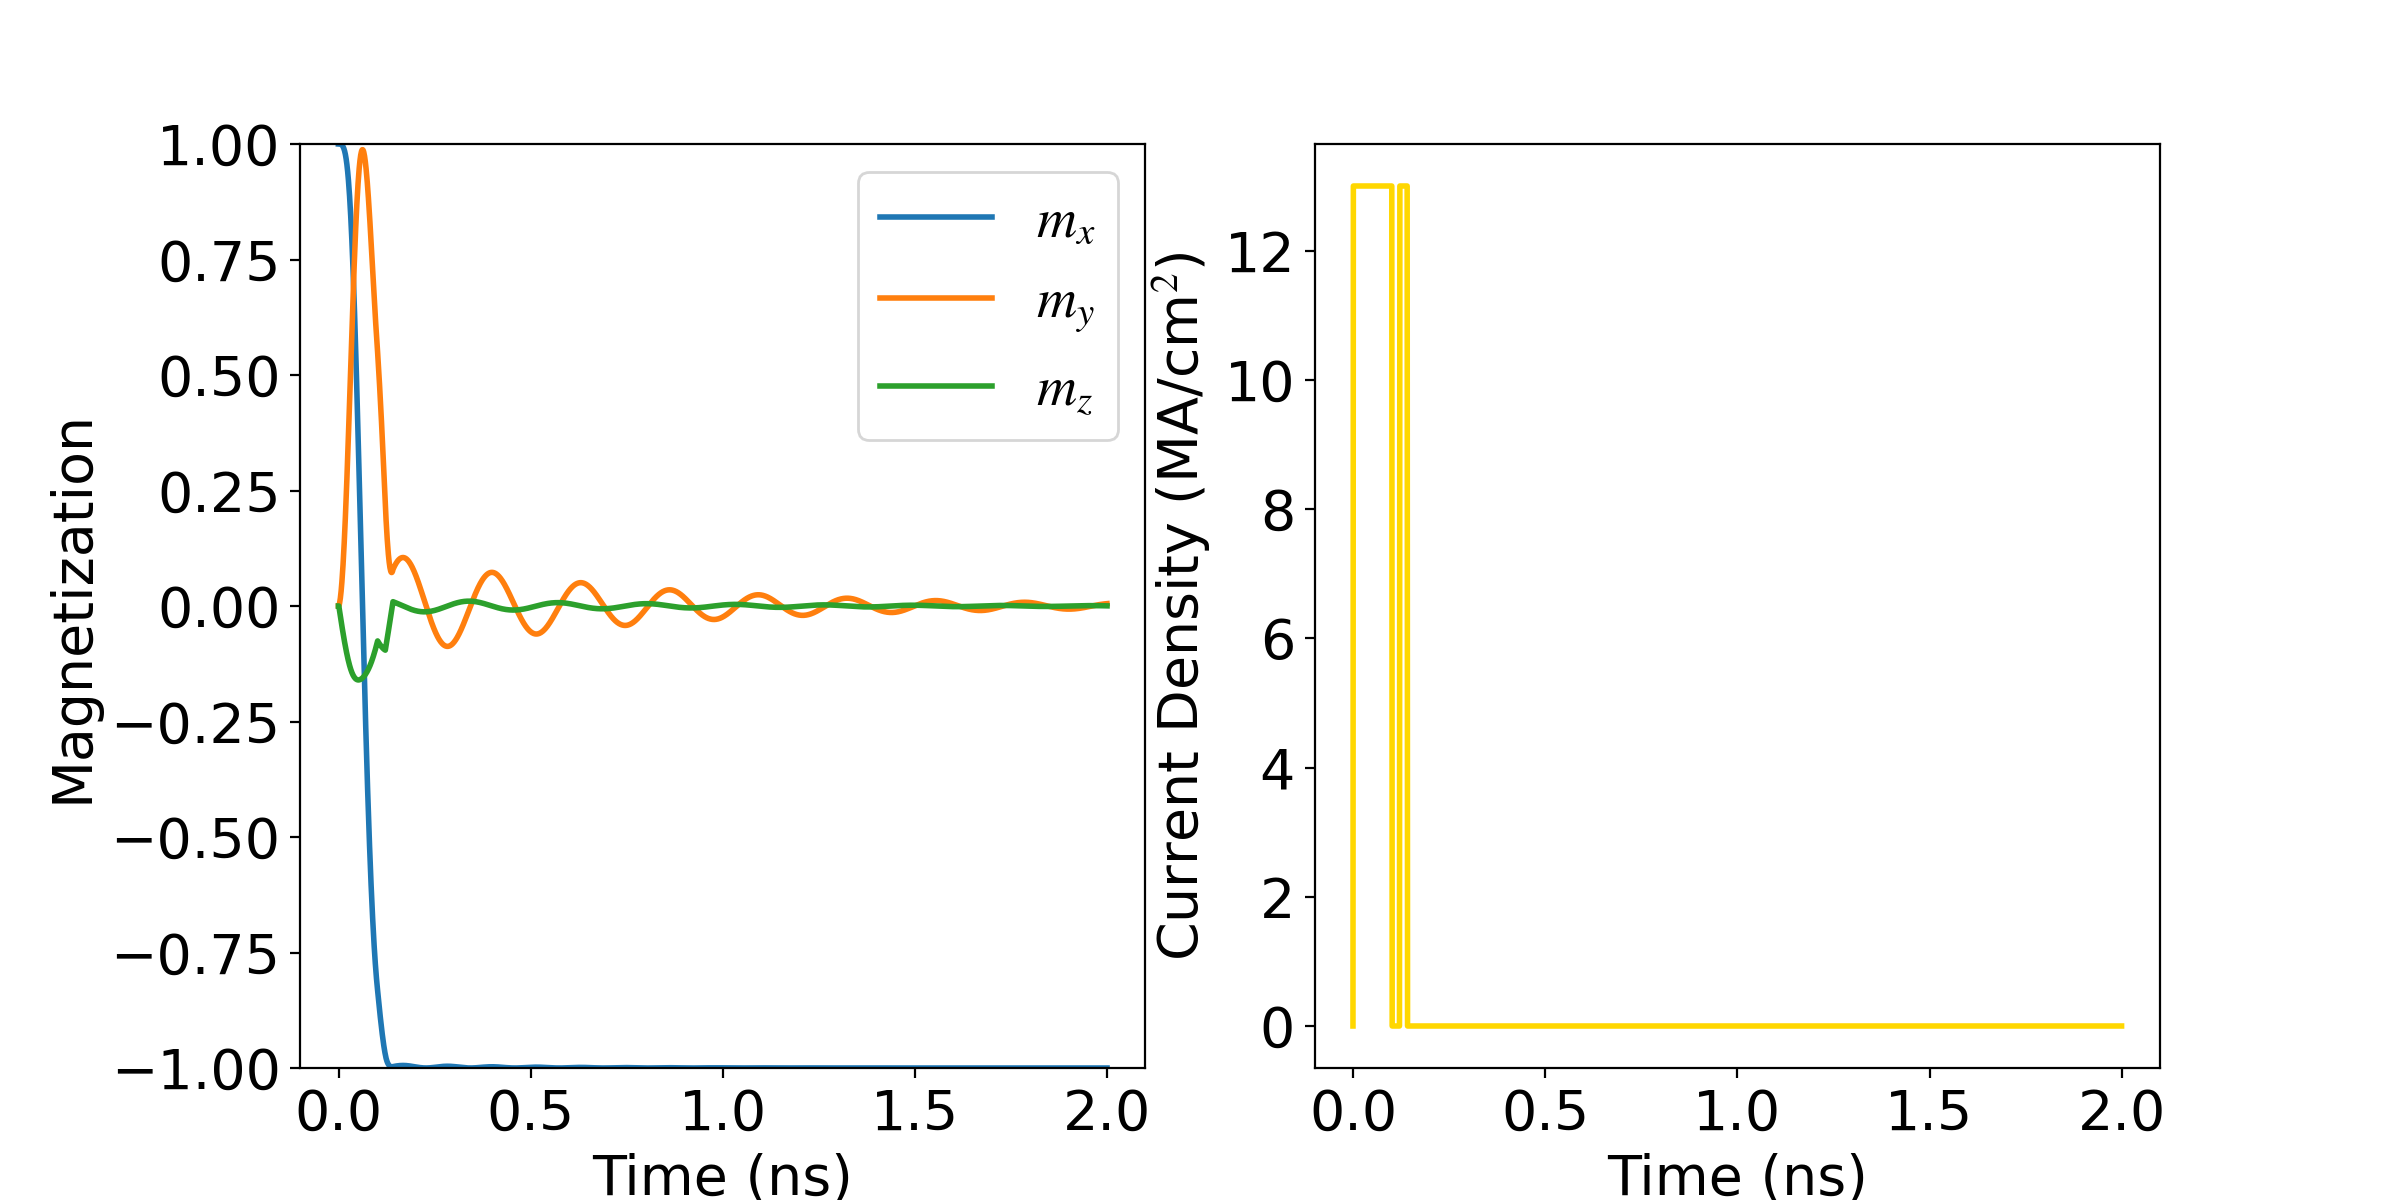 1.00
0.75
0.50
0.25
0.00
−0.25
−0.50
−0.75
−1.00
Magnetization
0.0 0.5 1.0 1.5 2.0
Time (ns)
m_x
m_y
m_z
Current Density (MA/cm²)
12
10
8
6
4
2
0
0.0 0.5 1.0 1.5 2.0
Time (ns)